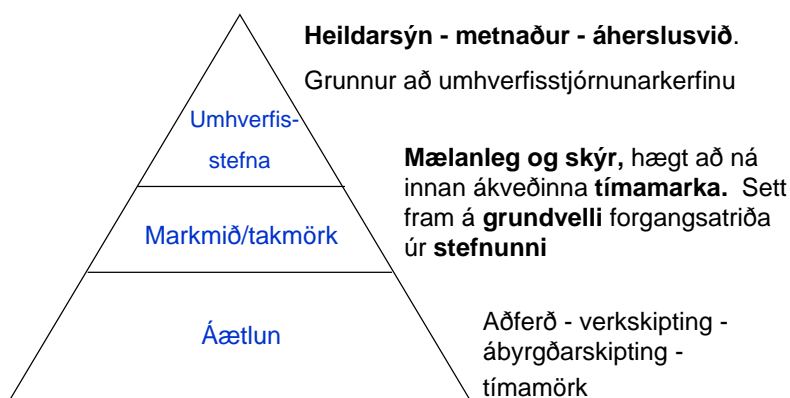 Heildarsýn - metnaður - áherslusvið.
Grunnur að umhverfisstjórnunarkerfinu
Umhverfis-
stefna
Mælanleg og skýr, hægt að ná
innan ákveðinna tímamarka. Sett
fram á grundvelli forgangsatriða
úr stefnunni
Markmið/takmörk
Áætlun
Aðferð - verkskipting -
ábyrgðarskipting -
tímamörk